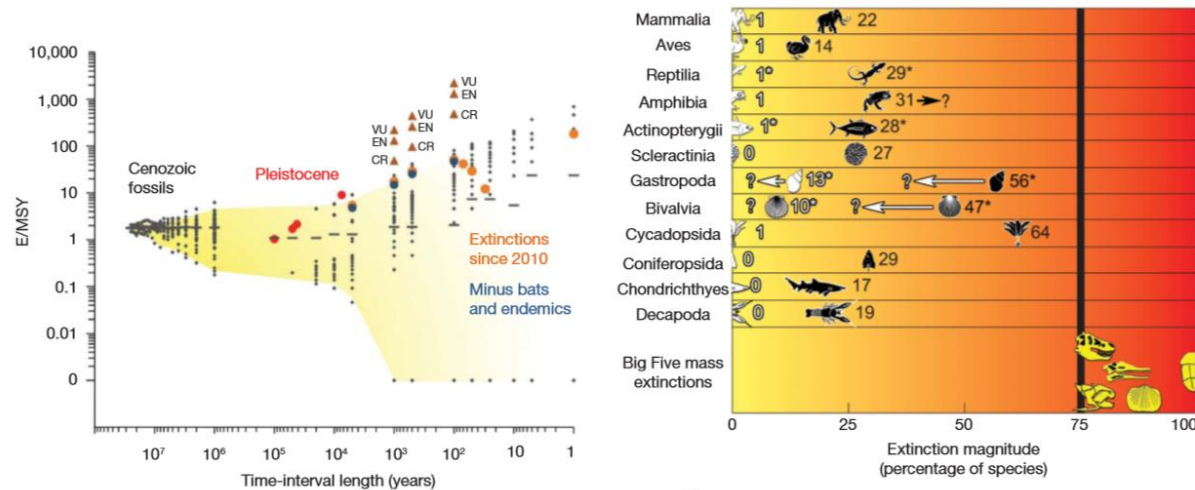 10,000
1,000
100
10
1
0.1
0.01
0
E/MSY
Cenozoic
fossils
Pleistocene
VU
EN
CR
VU
EN
CR
VU
EN
CR
Extinctions
since 2010
Minus bats
and endemics
10⁷
10⁶
10⁵
10⁴
10³
10²
10
1
Time-interval length (years)
Mammalia 1 22
Aves 1 14
Reptilia 1° 29*
Amphibia 1 31 ?
Actinopterygii 1° 28*
Scleractinia 0 27
Gastropoda ? 13° ? 56*
Bivalvia ? 10° ? 47*
Cycadopsida 1 64
Coniferopsida 0 29
Chondrichthyes 0 17
Decapoda 0 19
Big Five mass
extinctions
0 25 50 75 100
Extinction magnitude
(percentage of species)